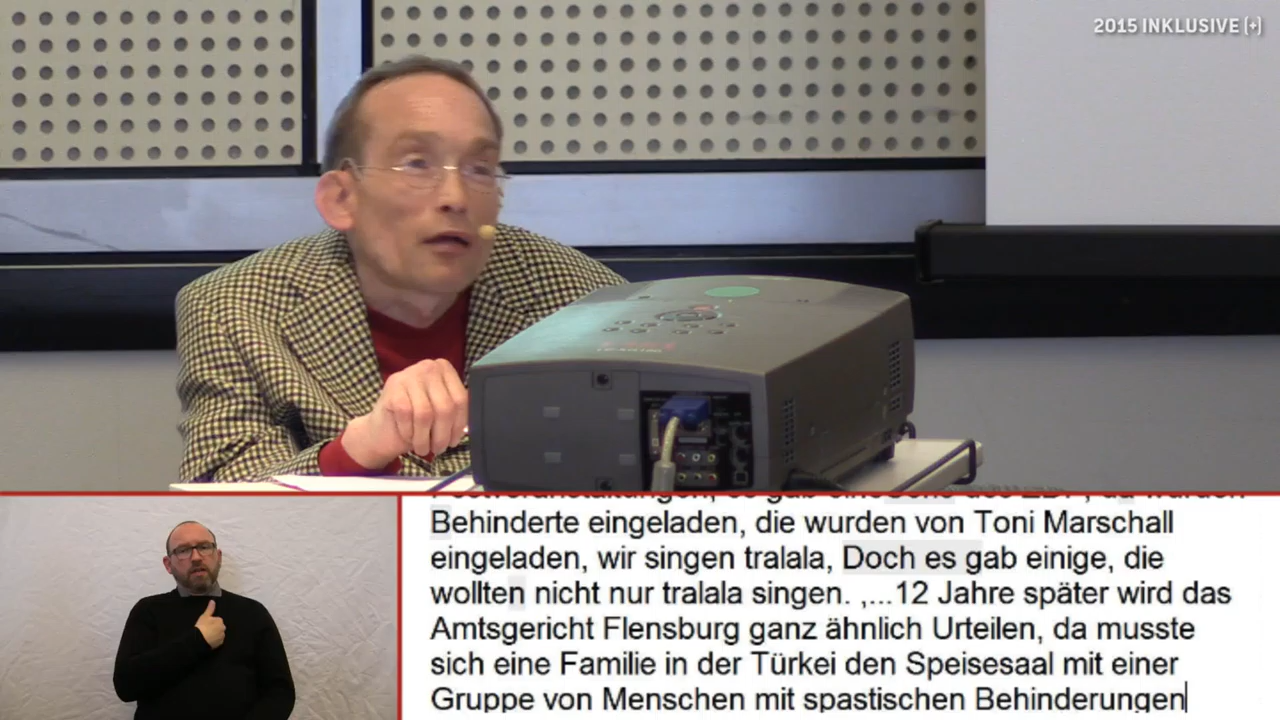 2015 INKLUSIVE [+]
Behinderte eingeladen, die wurden von Toni Marschall
eingeladen, wir singen tralala, Doch es gab einige, die
wollten nicht nur tralala singen. ,...12 Jahre später wird das
Amtsgericht Flensburg ganz ähnlich Urteilen, da musste
sich eine Familie in der Türkei den Speisesaal mit einer
Gruppe von Menschen mit spastischen Behinderungen